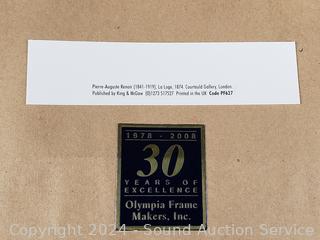 Pierre-Auguste Renoir (1841-1919), La Loge, 1874. Courtauld Gallery, London.
Published by King & McGaw (0)1273 517527 Printed in the UK Code PF627
1978 - 2008
30
YEARS OF
EXCELLENCE
Olympia Frame
Makers, Inc.
Copyright 2024 - Sound Auction Service